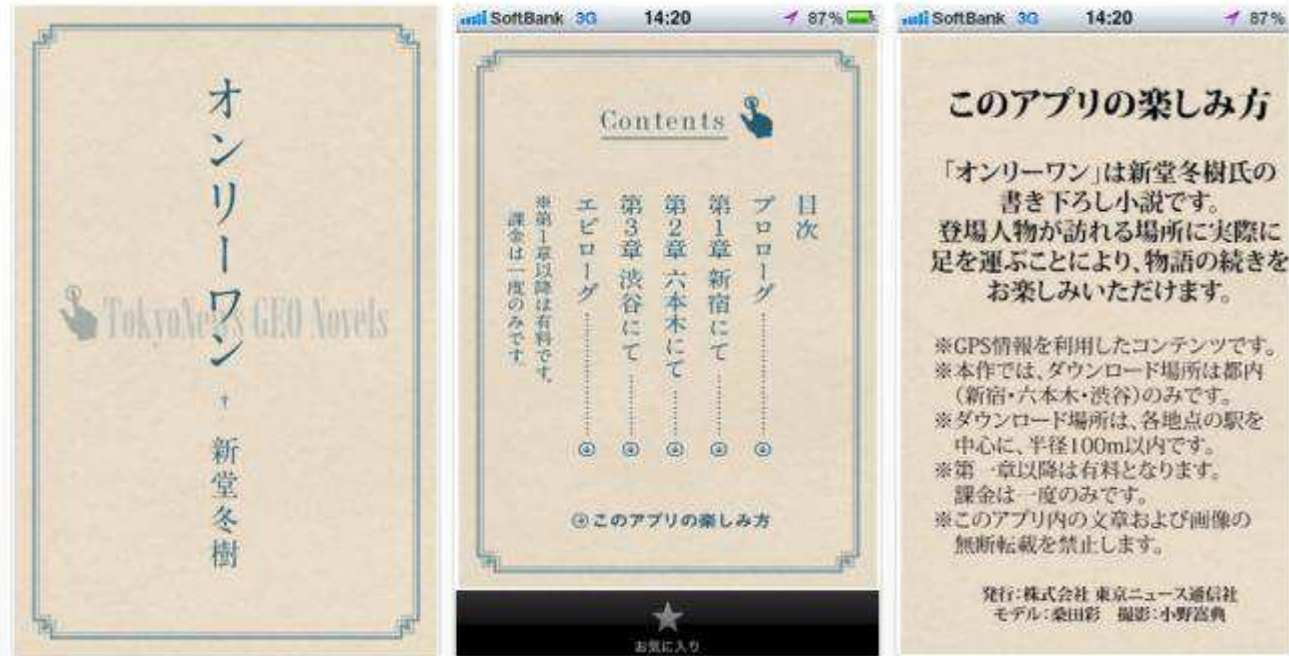 オンリーワン
†
新堂冬樹
TokyoNews GEO Novels
SoftBank 3G 14:20 87%
Contents
目次
プロローグ
第1章 新宿にて
第2章 六本木にて
第3章 渋谷にて
エピローグ
※第1章以降は有料です。
課金は一度のみです。
このアプリの楽しみ方
お気に入り
SoftBank 3G 14:20 87%
このアプリの楽しみ方
「オンリーワン」は新堂冬樹氏の
書き下ろし小説です。
登場人物が訪れる場所に実際に
足を運ぶことにより、物語の続きを
お楽しみいただけます。
※GPS情報を利用したコンテンツです。
※本作では、ダウンロード場所は都内
(新宿・六本木・渋谷)のみです。
※ダウンロード場所は、各地点の駅を
中心に、半径100m以内です。
※第一章以降は有料となります。
課金は一度のみです。
※このアプリ内の文章および画像の
無断転載を禁止します。
発行:株式会社 東京ニュース通信社
モデル:桑田彩 撮影:小野寫典